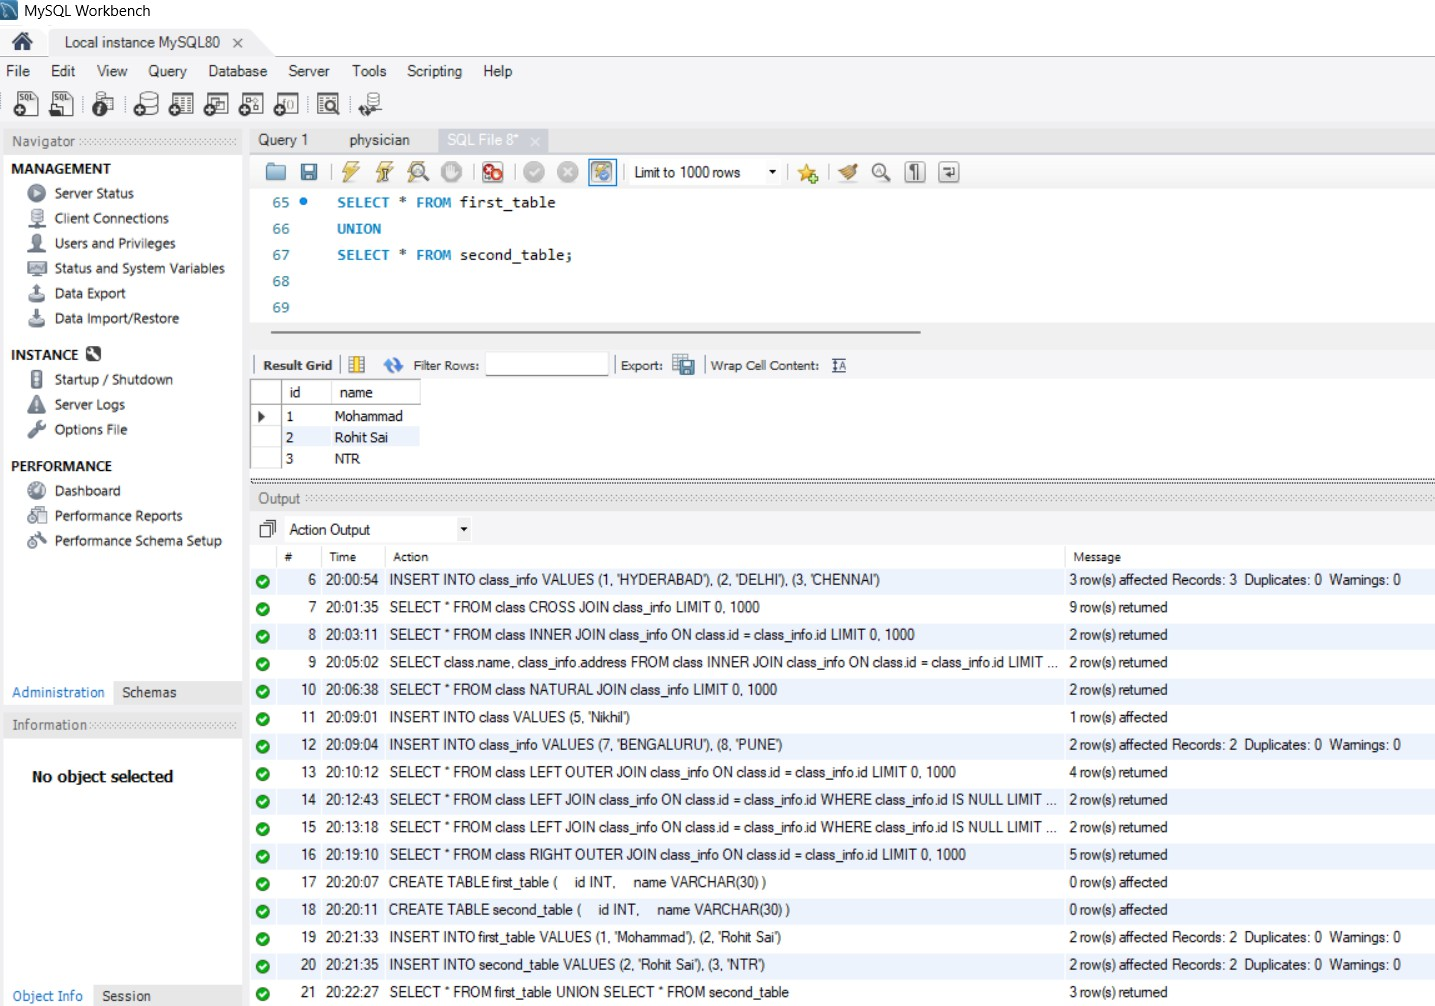 MySQL Workbench
Local instance MySQL80
File Edit View Query Database Server Tools Scripting Help
Navigator
MANAGEMENT
Server Status
Client Connections
Users and Privileges
Status and System Variables
Data Export
Data Import/Restore
INSTANCE
Startup / Shutdown
Server Logs
Options File
PERFORMANCE
Dashboard
Performance Reports
Performance Schema Setup
Administration Schemas
Information
No object selected
Object Info Session
Query 1 physician SQL File 8*
Limit to 1000 rows
65 SELECT * FROM first_table
66 UNION
67 SELECT * FROM second_table;
68
69
Result Grid Filter Rows: Export: Wrap Cell Content:
id name
1 Mohammad
2 Rohit Sai
3 NTR
Output
Action Output
# Time Action Message
6 20:00:54 INSERT INTO class_info VALUES (1, 'HYDERABAD'), (2, 'DELHI'), (3, 'CHENNAI') 3 row(s) affected Records: 3 Duplicates: 0 Warnings: 0
7 20:01:35 SELECT * FROM class CROSS JOIN class_info LIMIT 0, 1000 9 row(s) returned
8 20:03:11 SELECT * FROM class INNER JOIN class_info ON class.id = class_info.id LIMIT 0, 1000 2 row(s) returned
9 20:05:02 SELECT class.name, class_info.address FROM class INNER JOIN class_info ON class.id = class_info.id LIMIT ... 2 row(s) returned
10 20:06:38 SELECT * FROM class NATURAL JOIN class_info LIMIT 0, 1000 2 row(s) returned
11 20:09:01 INSERT INTO class VALUES (5, 'Nikhil') 1 row(s) affected
12 20:09:04 INSERT INTO class_info VALUES (7, 'BENGALURU'), (8, 'PUNE') 2 row(s) affected Records: 2 Duplicates: 0 Warnings: 0
13 20:10:12 SELECT * FROM class LEFT OUTER JOIN class_info ON class.id = class_info.id LIMIT 0, 1000 4 row(s) returned
14 20:12:43 SELECT * FROM class LEFT JOIN class_info ON class.id = class_info.id WHERE class_info.id IS NULL LIMIT ... 2 row(s) returned
15 20:13:18 SELECT * FROM class LEFT JOIN class_info ON class.id = class_info.id WHERE class_info.id IS NULL LIMIT ... 2 row(s) returned
16 20:19:10 SELECT * FROM class RIGHT OUTER JOIN class_info ON class.id = class_info.id LIMIT 0, 1000 5 row(s) returned
17 20:20:07 CREATE TABLE first_table ( id INT, name VARCHAR(30) ) 0 row(s) affected
18 20:20:11 CREATE TABLE second_table ( id INT, name VARCHAR(30) ) 0 row(s) affected
19 20:21:33 INSERT INTO first_table VALUES (1, 'Mohammad'), (2, 'Rohit Sai') 2 row(s) affected Records: 2 Duplicates: 0 Warnings: 0
20 20:21:35 INSERT INTO second_table VALUES (2, 'Rohit Sai'), (3, 'NTR') 2 row(s) affected Records: 2 Duplicates: 0 Warnings: 0
21 20:22:27 SELECT * FROM first_table UNION SELECT * FROM second_table 3 row(s) returned